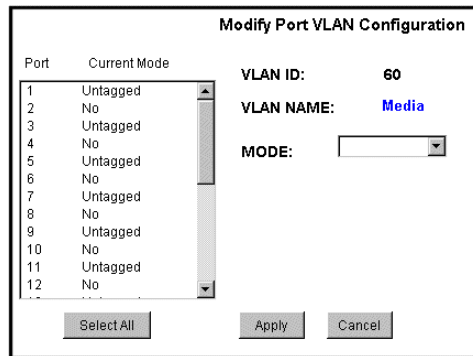 Modify Port VLAN Configuration
Port Current Mode
1 Untagged
2 No
3 Untagged
4 No
5 Untagged
6 No
7 Untagged
8 No
9 Untagged
10 No
11 Untagged
12 No
VLAN ID: 60
VLAN NAME: Media
MODE:
Select All Apply Cancel